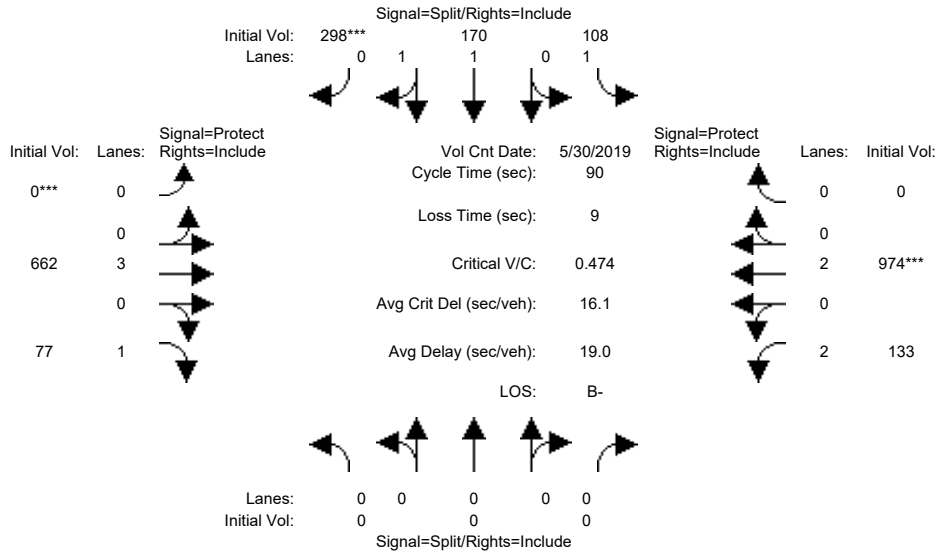 Signal=Split/Rights=Include
Initial Vol: 298*** 170 108
Lanes: 0 1 1 0 1
Signal=Protect
Initial Vol: Lanes: Rights=Include
Vol Cnt Date: 5/30/2019
Signal=Protect
Rights=Include Lanes: Initial Vol:
Cycle Time (sec): 90
0*** 0
0 0
Loss Time (sec): 9
0
0
662 3
Critical V/C: 0.474
2 974***
0
Avg Crit Del (sec/veh): 16.1
0
77 1
Avg Delay (sec/veh): 19.0
2 133
LOS: B-
Lanes: 0 0 0 0 0
Initial Vol: 0 0 0
Signal=Split/Rights=Include